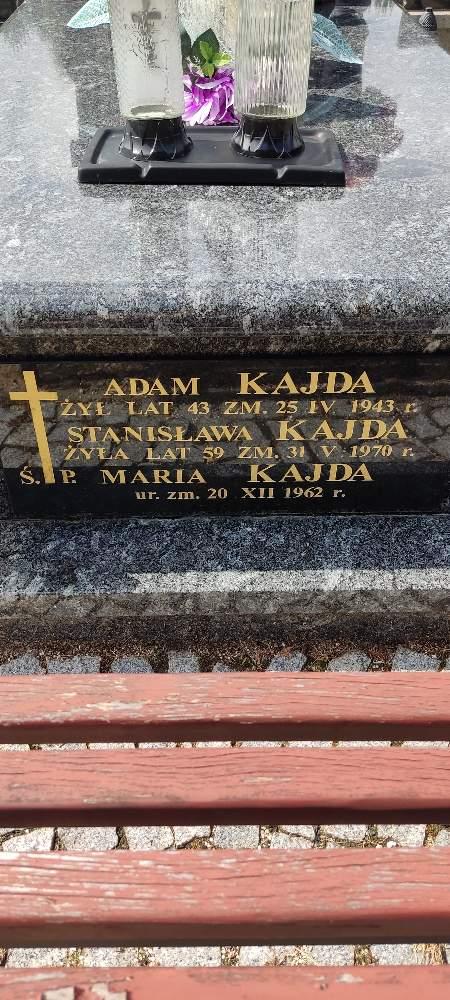 ADAM KAJDA
ŻYŁ LAT 43 ZM. 25 IV 1943 r.
STANISŁAWA KAJDA
ŻYŁA LAT 59 ZM. 31 V 1970 r.
Ś. P. MARIA KAJDA
ur. zm. 20 XII 1962 r.